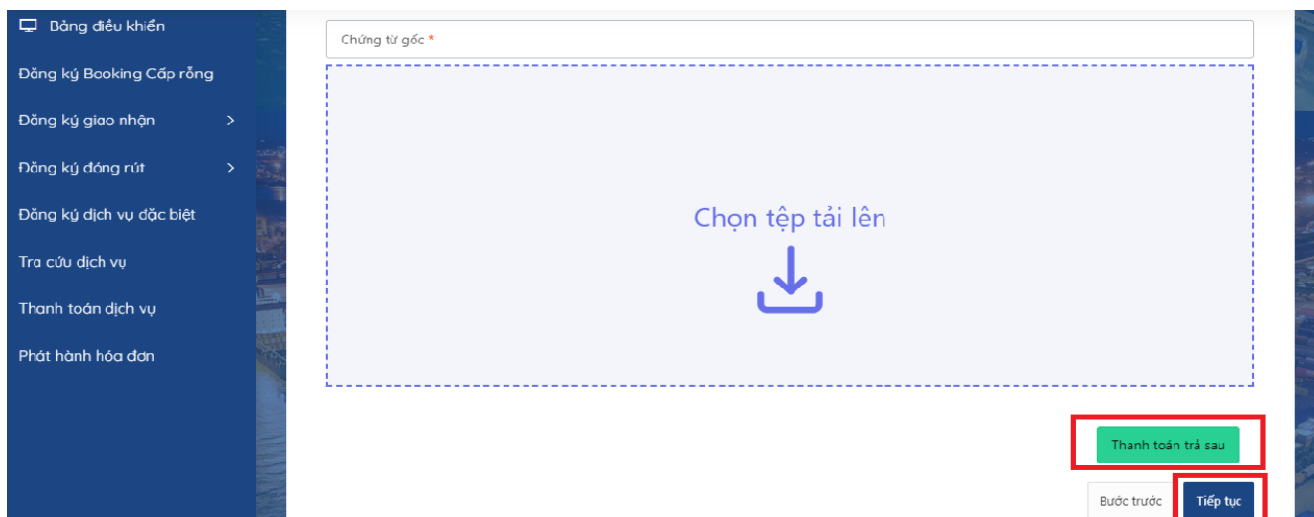 Bảng điều khiển
Đăng ký Booking Cấp rỗng
Đăng ký giao nhận >
Đăng ký đóng rút >
Đăng ký dịch vụ đặc biệt
Tra cứu dịch vụ
Thanh toán dịch vụ
Phát hành hóa đơn
Chứng từ gốc *
Chọn tệp tải lên
Thanh toán trả sau
Bước trước
Tiếp tục